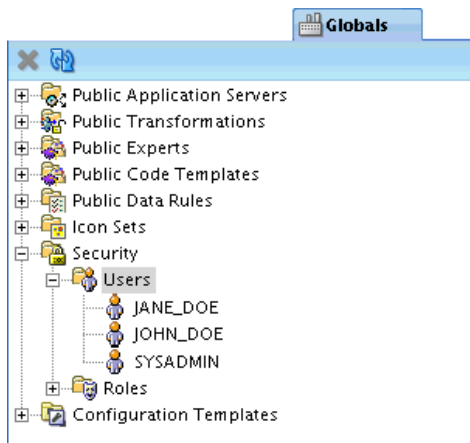 Globals
Public Application Servers
Public Transformations
Public Experts
Public Code Templates
Public Data Rules
Icon Sets
Security
Users
JANE_DOE
JOHN_DOE
SYSADMIN
Roles
Configuration Templates